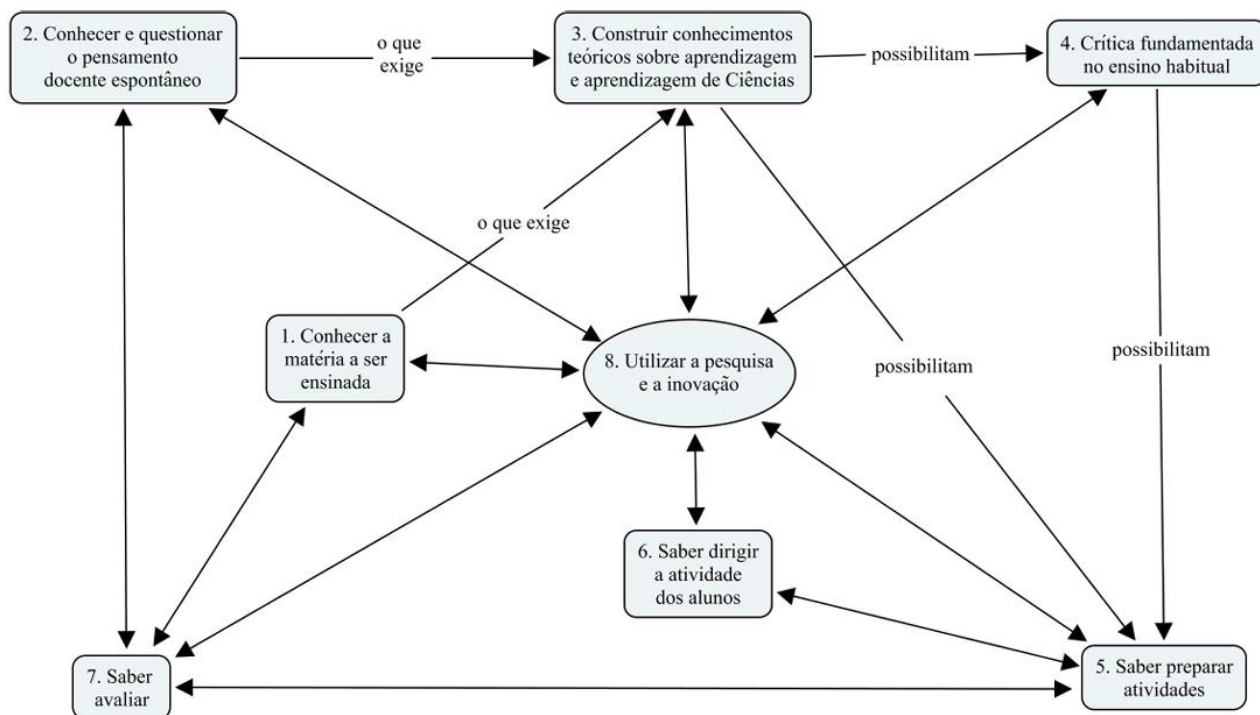 2. Conhecer e questionar
o pensamento
docente espontâneo
o que
exige
3. Construir conhecimentos
teóricos sobre aprendizagem
e aprendizagem de Ciências
possibilitam
4. Crítica fundamentada
no ensino habitual
o que exige
1. Conhecer a
matéria a ser
ensinada
8. Utilizar a pesquisa
e a inovação
possibilitam
possibilitam
6. Saber dirigir
a atividade
dos alunos
7. Saber
avaliar
5. Saber preparar
atividades